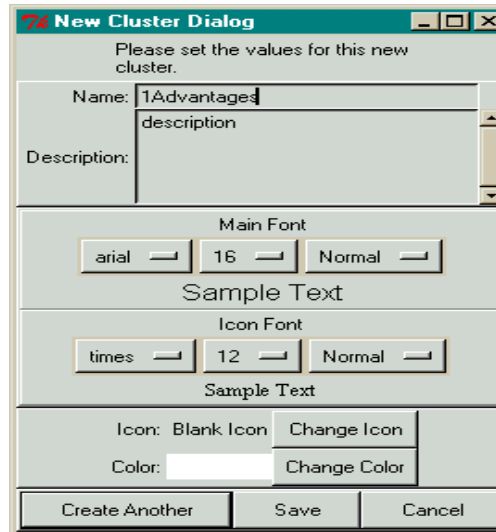 New Cluster Dialog
Please set the values for this new
cluster.
Name: 1Advantages
description
Description:
Main Font
arial 16 Normal
Sample Text
Icon Font
times 12 Normal
Sample Text
Icon: Blank Icon Change Icon
Color: Change Color
Create Another Save Cancel